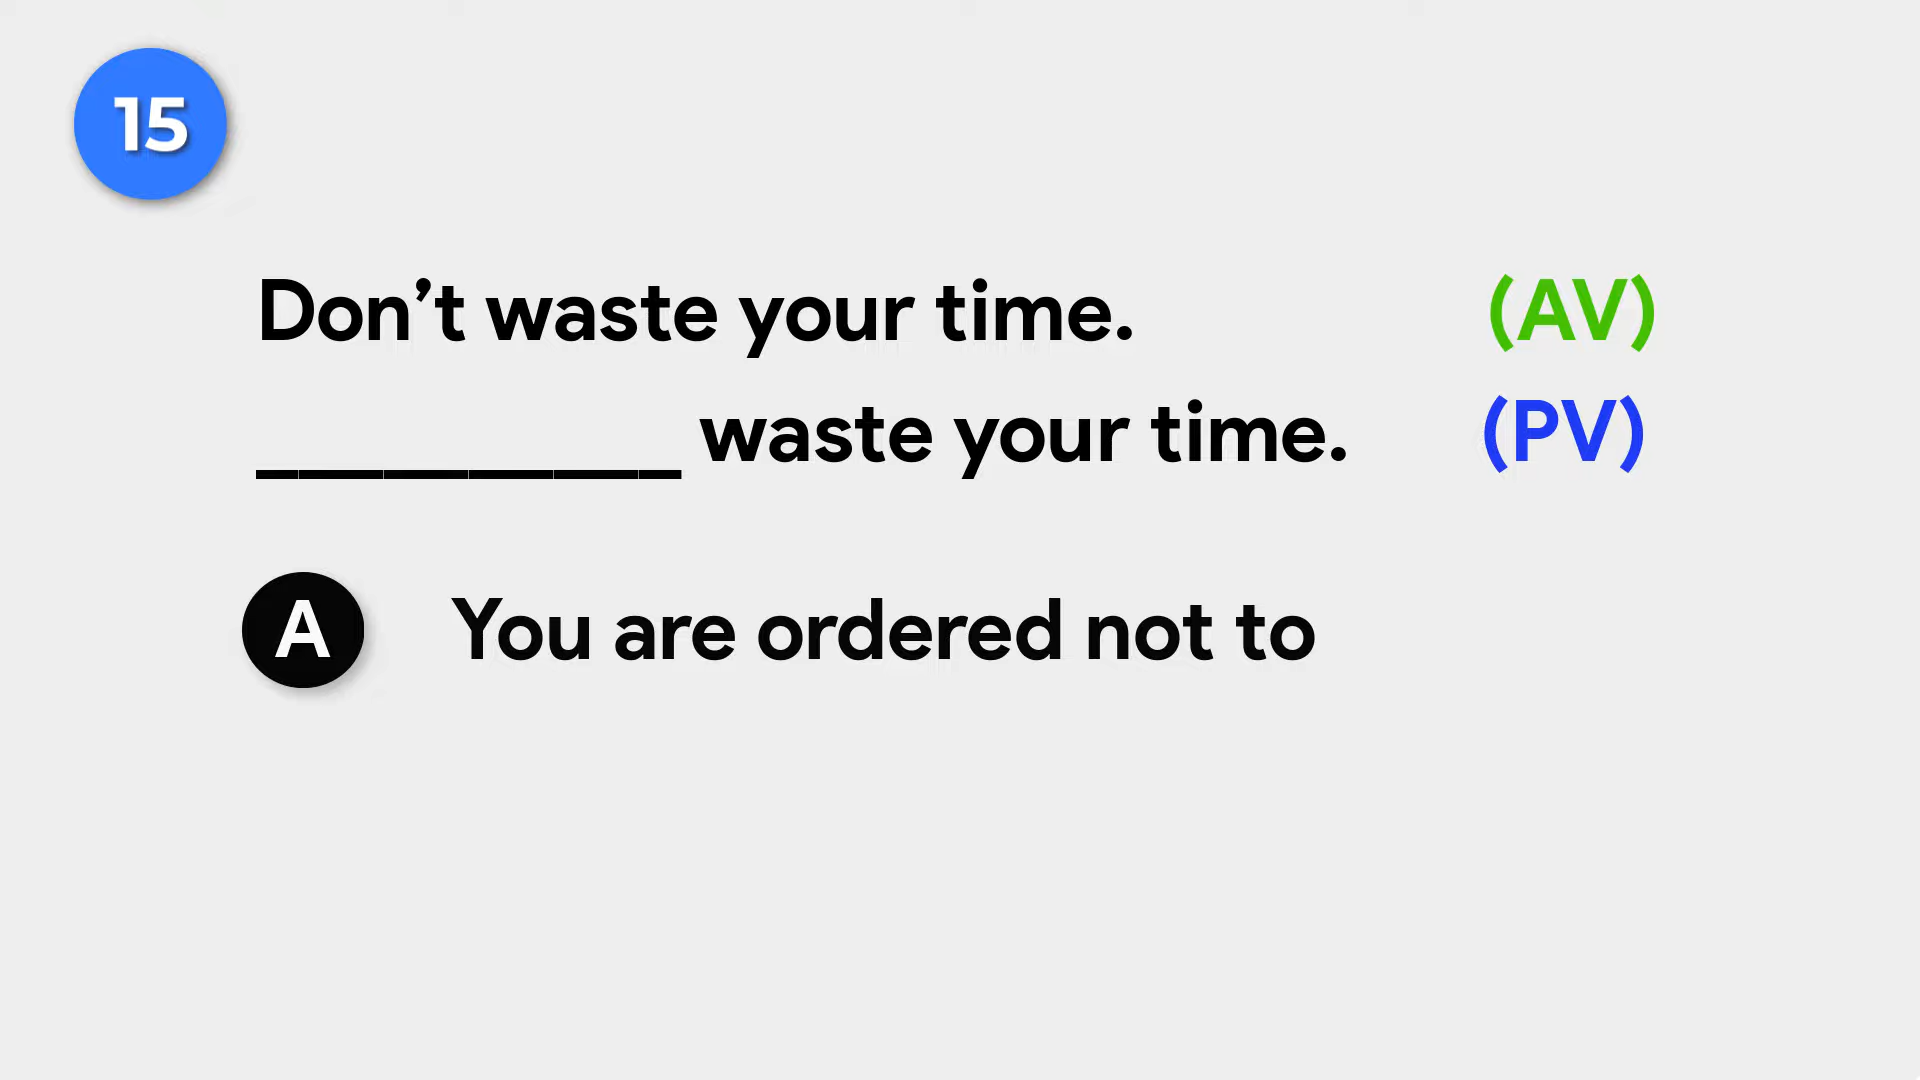 15
Don’t waste your time. (AV)
__________ waste your time. (PV)
A You are ordered not to